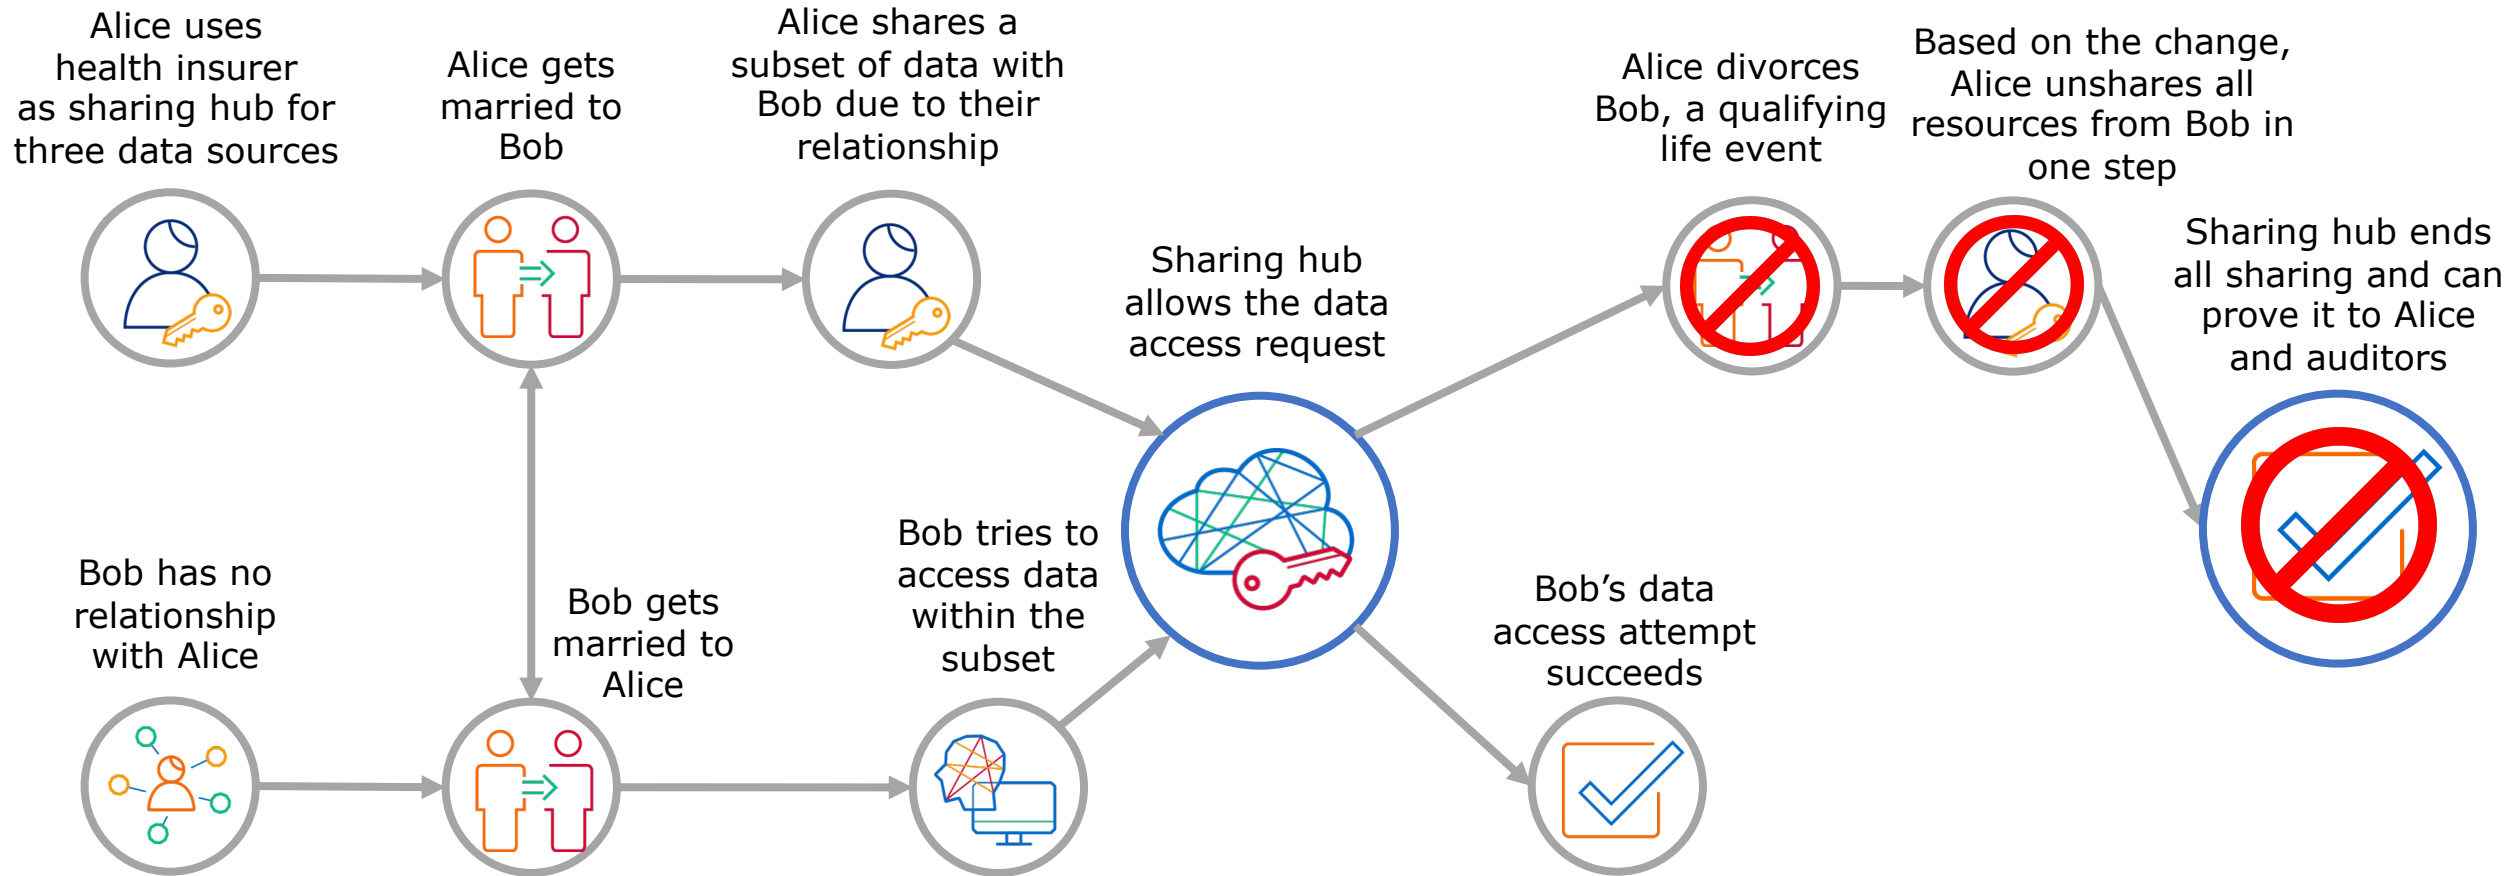 Alice uses
health insurer
as sharing hub for
three data sources
Alice gets
married to
Bob
Alice shares a
subset of data with
Bob due to their
relationship
Sharing hub
allows the data
access request
Alice divorces
Bob, a qualifying
life event
Based on the change,
Alice unshares all
resources from Bob in
one step
Sharing hub ends
all sharing and can
prove it to Alice
and auditors
Bob has no
relationship
with Alice
Bob gets
married to
Alice
Bob tries to
access data
within the
subset
Bob’s data
access attempt
succeeds